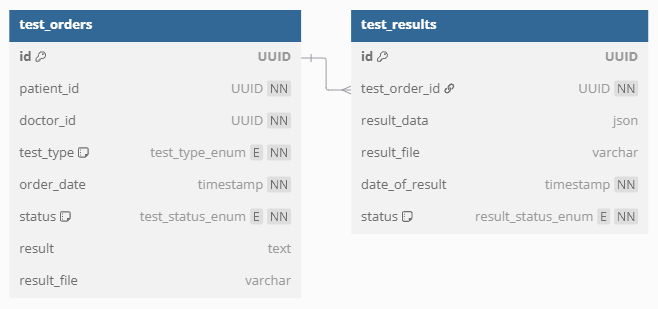 test_orders
id UUID
patient_id UUID NN
doctor_id UUID NN
test_type test_type_enum E NN
order_date timestamp NN
status test_status_enum E NN
result text
result_file varchar
test_results
id UUID
test_order_id UUID NN
result_data json
result_file varchar
date_of_result timestamp NN
status result_status_enum E NN